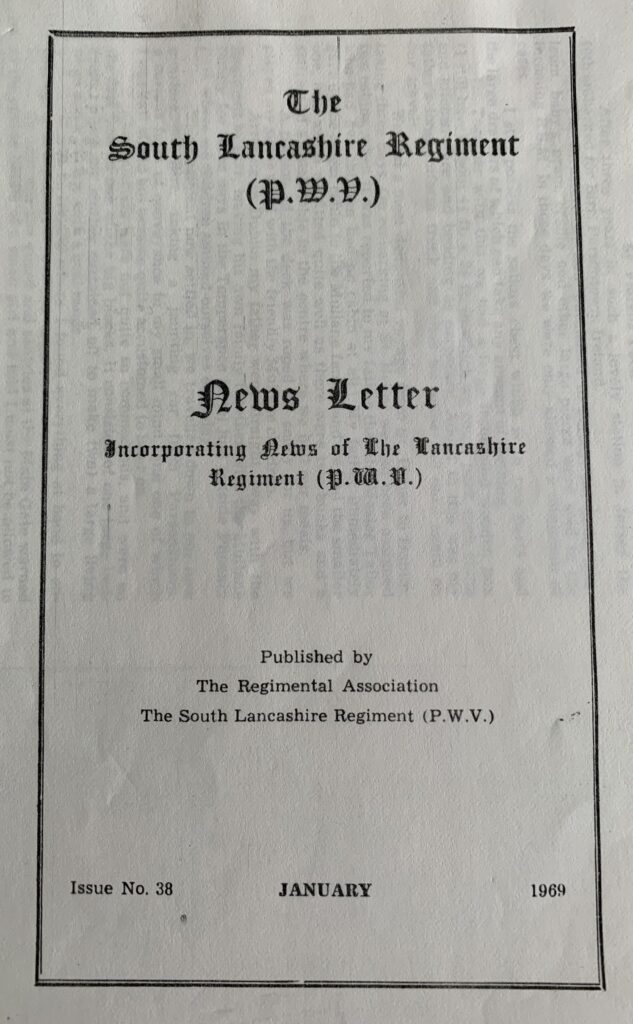 The
South Lancashire Regiment
(P.W.V.)
News Letter
Incorporating News of The Lancashire
Regiment (P.W.V.)
Published by
The Regimental Association
The South Lancashire Regiment (P.W.V.)
Issue No. 38 JANUARY 1969